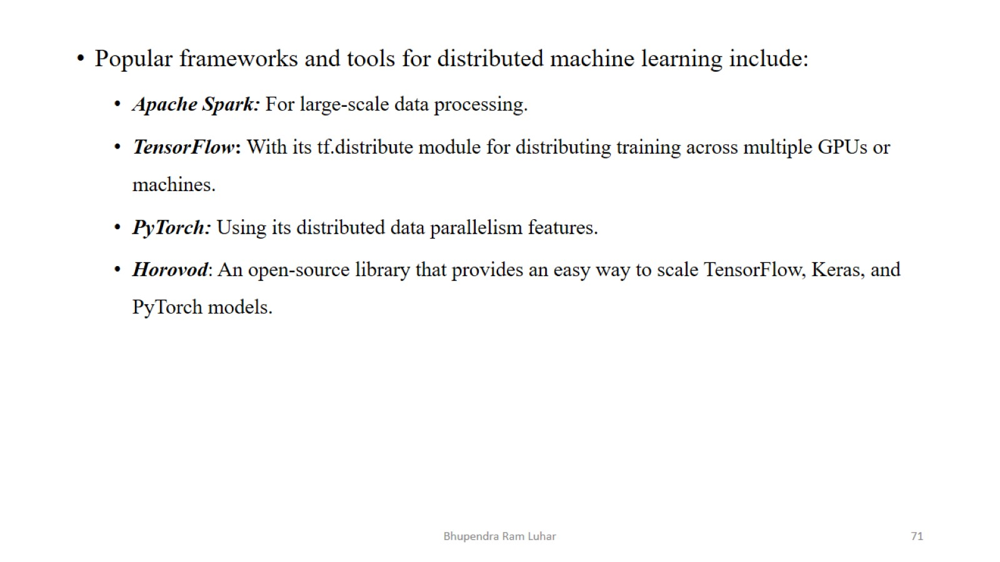 • Popular frameworks and tools for distributed machine learning include:
• Apache Spark: For large-scale data processing.
• TensorFlow: With its tf.distribute module for distributing training across multiple GPUs or
machines.
• PyTorch: Using its distributed data parallelism features.
• Horovod: An open-source library that provides an easy way to scale TensorFlow, Keras, and
PyTorch models.
Bhupendra Ram Luhar
71